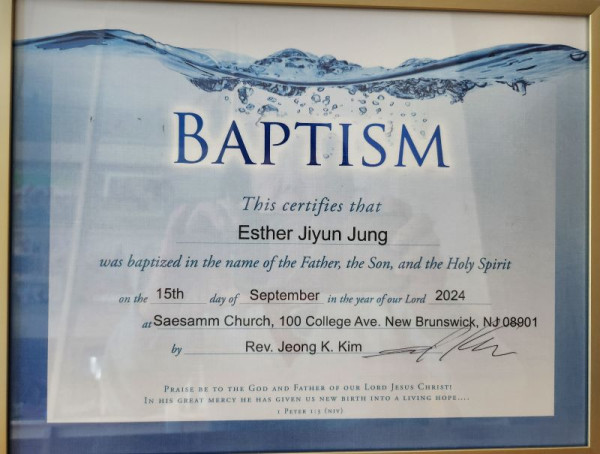 BAPTISM
This certifies that
Esther Jiyun Jung
was baptized in the name of the Father, the Son, and the Holy Spirit
on the 15th day of September in the year of our Lord 2024
at Saesamm Church, 100 College Ave. New Brunswick, NJ 08901
by Rev. Jeong K. Kim
PRAISE BE TO THE GOD AND FATHER OF OUR LORD JESUS CHRIST!
IN HIS GREAT MERCY HE HAS GIVEN US NEW BIRTH INTO A LIVING HOPE....
1 PETER 1:3 (NIV)